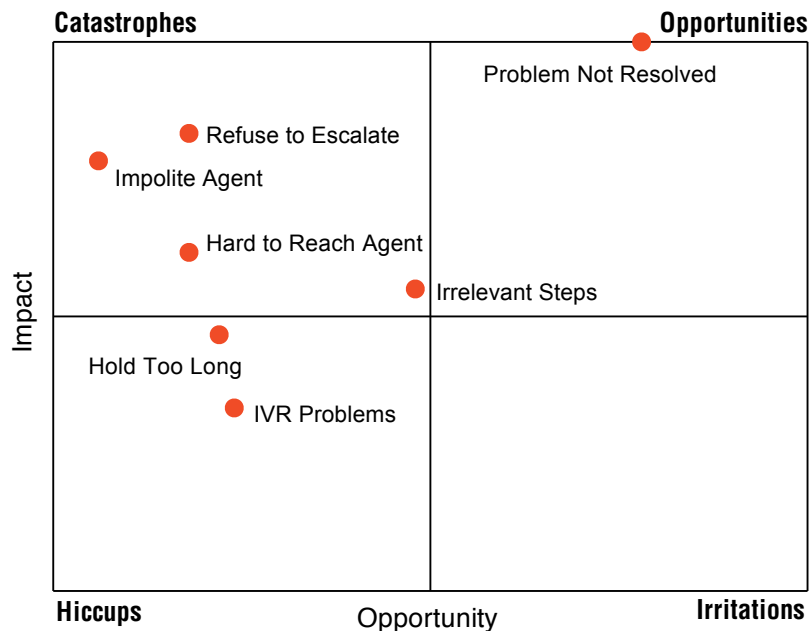 Catastrophes
Opportunities
Problem Not Resolved
Refuse to Escalate
Impolite Agent
Hard to Reach Agent
Irrelevant Steps
Impact
Hold Too Long
IVR Problems
Hiccups
Opportunity
Irritations